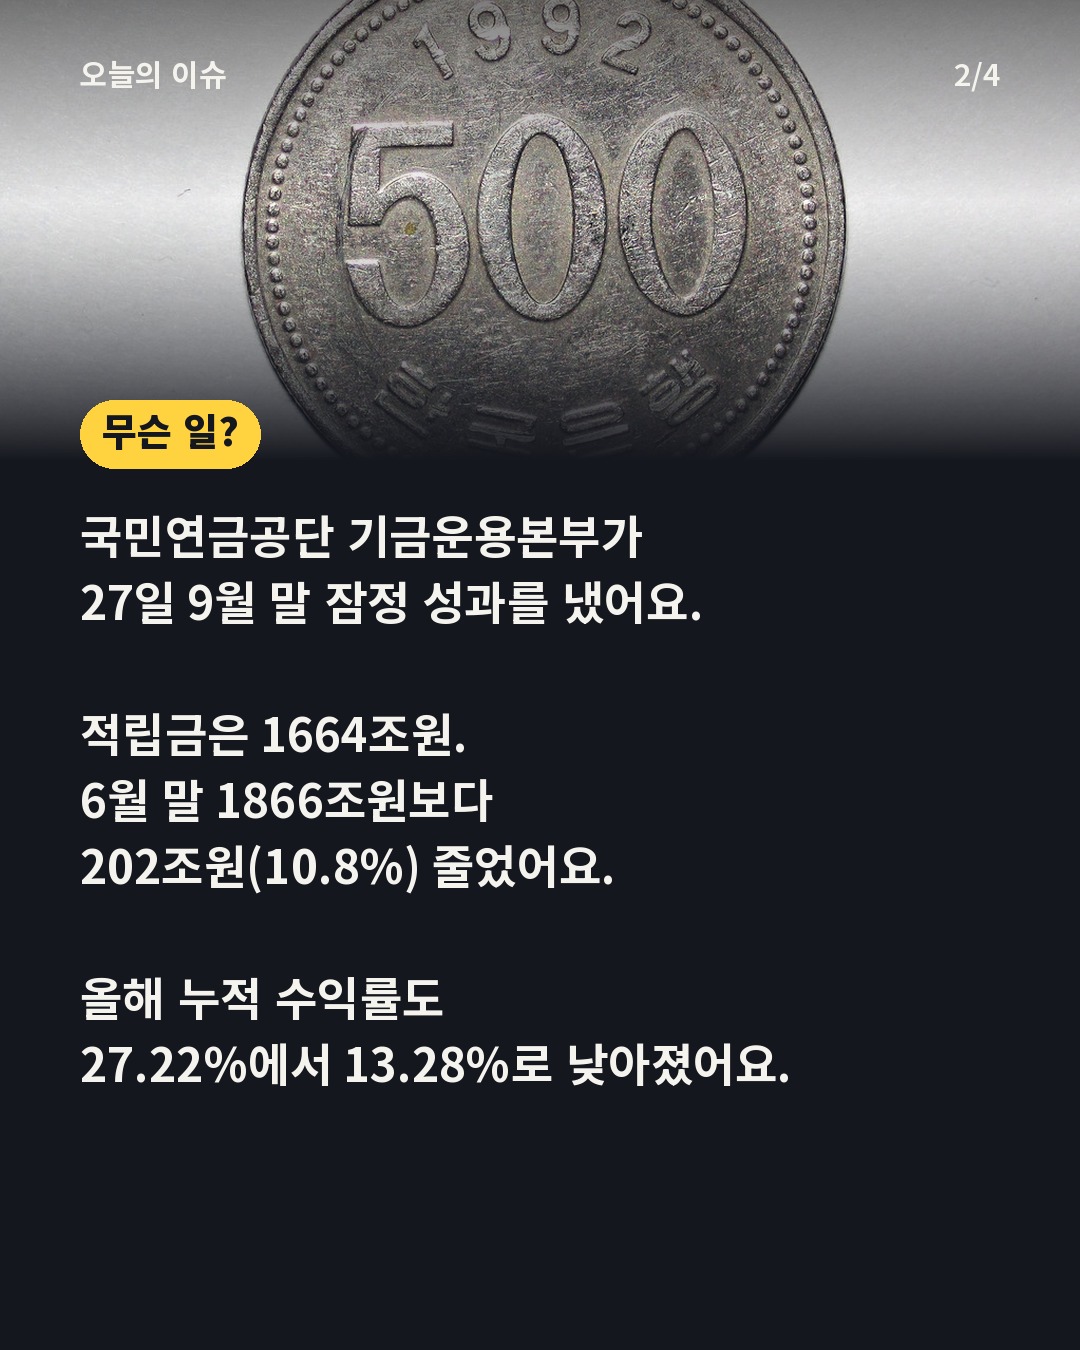 오늘의 이슈
2/4
1992
500
한국은행
무슨 일?
국민연금공단 기금운용본부가
27일 9월 말 잠정 성과를 냈어요.
적립금은 1664조원.
6월 말 1866조원보다
202조원(10.8%) 줄었어요.
올해 누적 수익률도
27.22%에서 13.28%로 낮아졌어요.